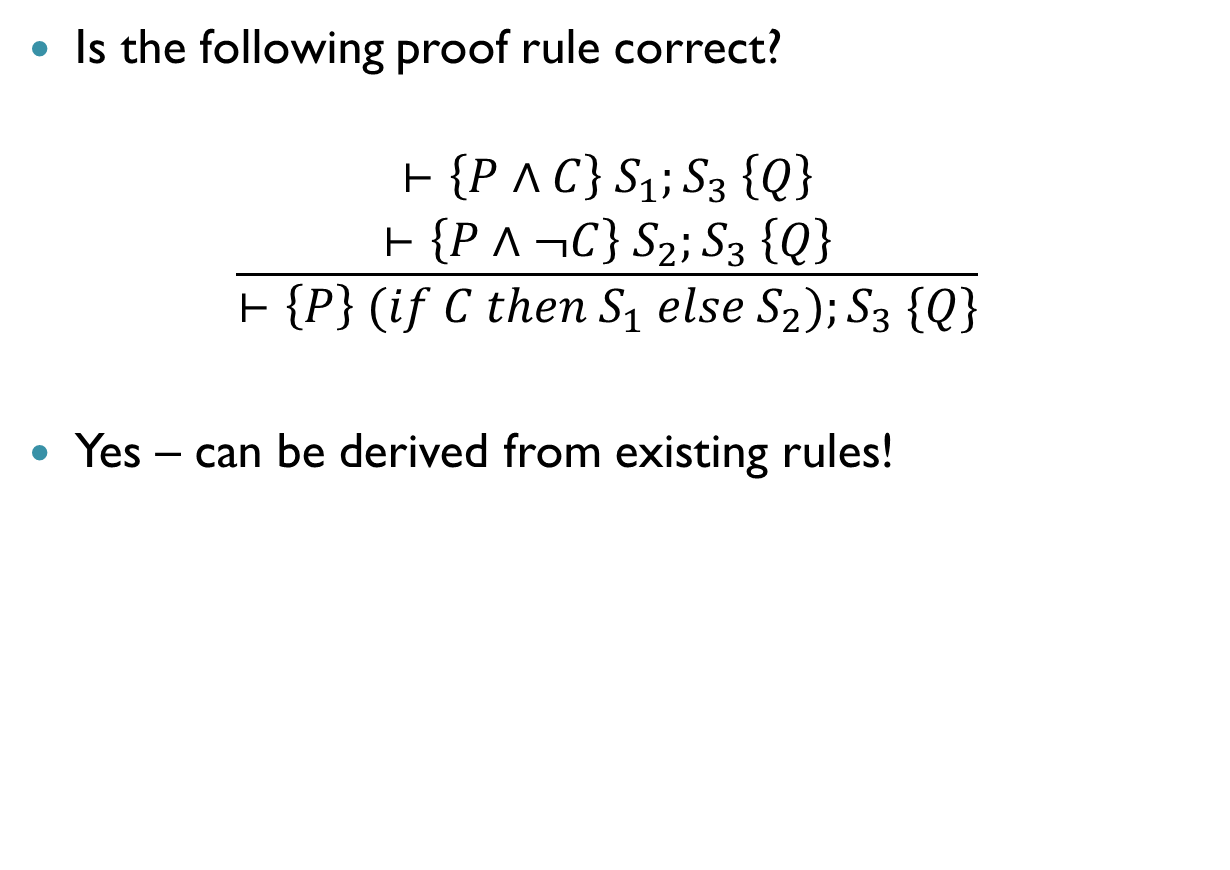 • Is the following proof rule correct?
⊢ {P ∧ C} S₁; S₃ {Q}
⊢ {P ∧ ¬C} S₂; S₃ {Q}
⊢ {P} (if C then S₁ else S₂); S₃ {Q}
• Yes – can be derived from existing rules!